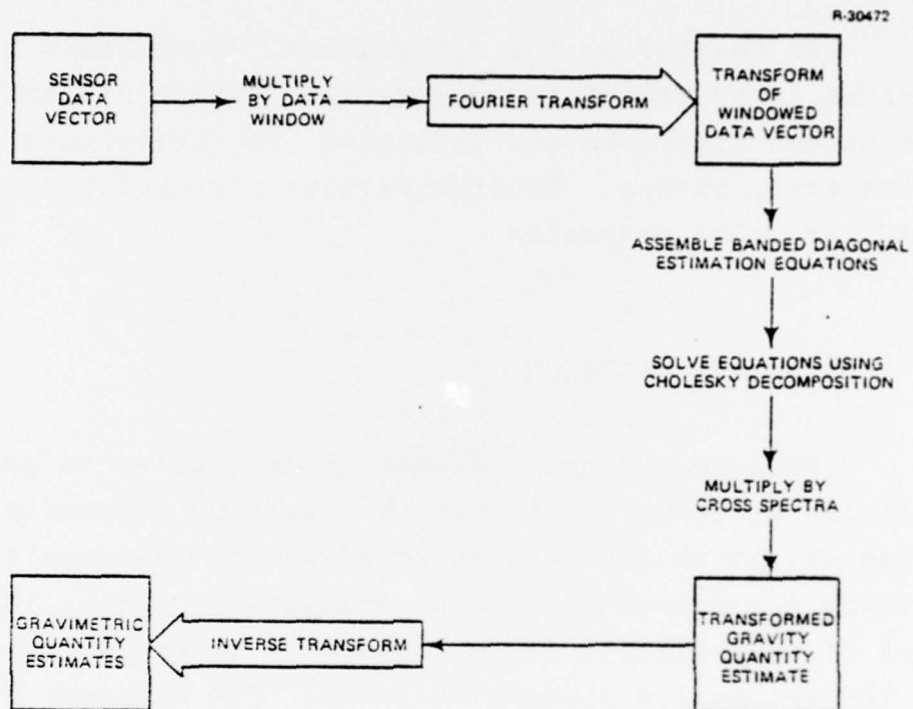 R-30472
SENSOR
DATA
VECTOR
MULTIPLY
BY DATA
WINDOW
FOURIER TRANSFORM
TRANSFORM
OF
WINDOWED
DATA VECTOR
ASSEMBLE BANDED DIAGONAL
ESTIMATION EQUATIONS
SOLVE EQUATIONS USING
CHOLESKY DECOMPOSITION
MULTIPLY BY
CROSS SPECTRA
TRANSFORMED
GRAVITY
QUANTITY
ESTIMATE
INVERSE TRANSFORM
GRAVIMETRIC
QUANTITY
ESTIMATES